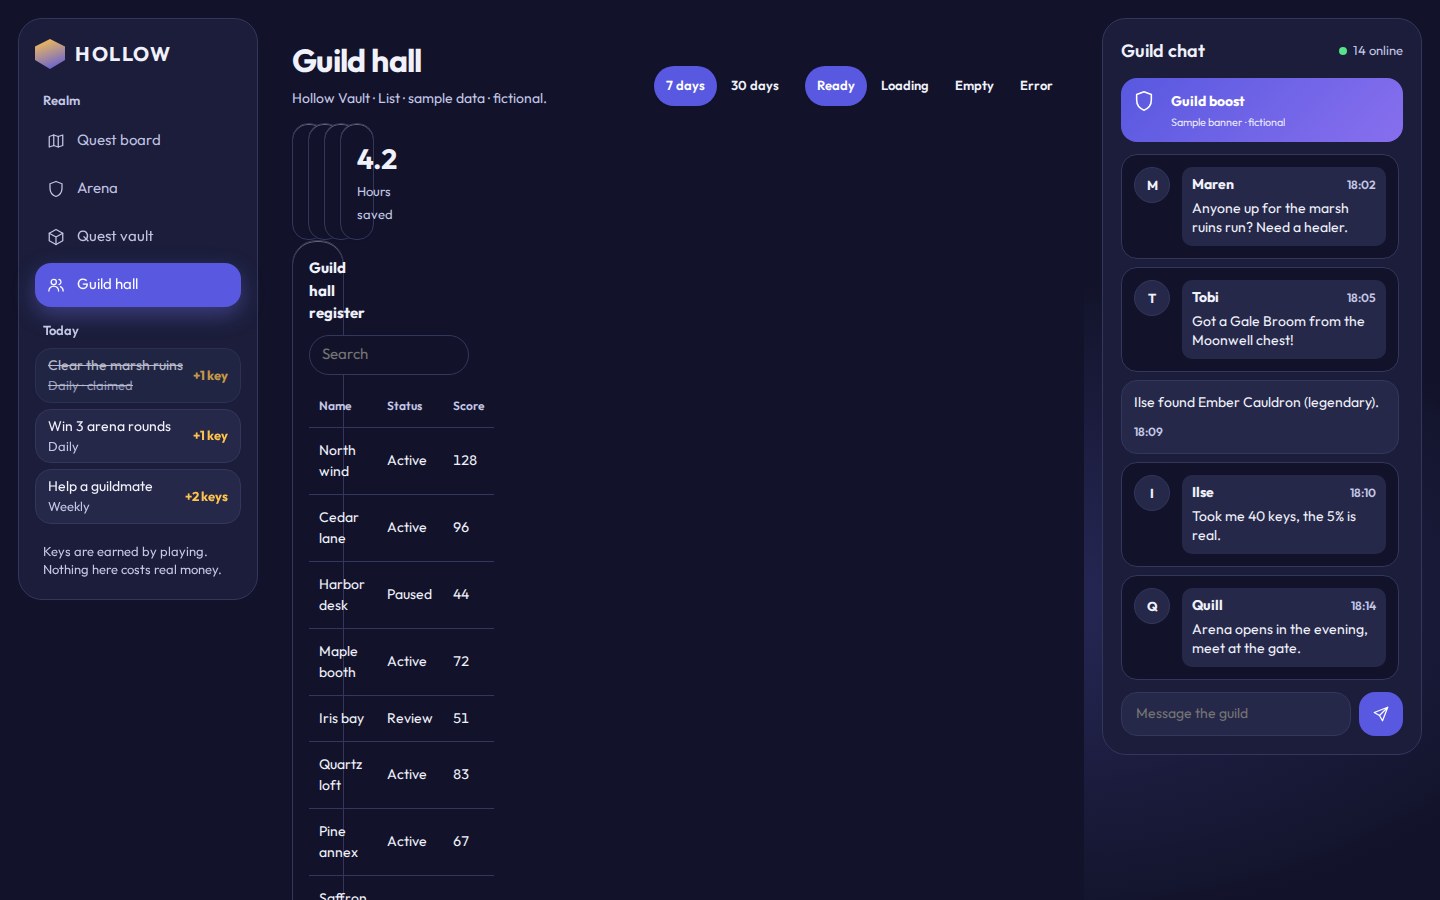 HOLLOW
Realm
Quest board
Arena
Quest vault
Guild hall
Today
Clear the marsh ruins
Daily · claimed
+1 key
Win 3 arena rounds
Daily
+1 key
Help a guildmate
Weekly
+2 keys
Keys are earned by playing.
Nothing here costs real money.
Guild hall
Hollow Vault · List · sample data · fictional.
7 days
30 days
Ready
Loading
Empty
Error
4.2
Hours
saved
Guild
hall
register
Search
Name Status Score
North
wind
Active 128
Cedar
lane
Active 96
Harbor
desk
Paused 44
Maple
booth
Active 72
Iris bay Review 51
Quartz
loft
Active 83
Pine
annex
Active 67
Saffron
Guild chat
14 online
Guild boost
Sample banner · fictional
M
Maren 18:02
Anyone up for the marsh
ruins run? Need a healer.
T
Tobi 18:05
Got a Gale Broom from the
Moonwell chest!
Ilse found Ember Cauldron (legendary).
18:09
I
Ilse 18:10
Took me 40 keys, the 5% is
real.
Q
Quill 18:14
Arena opens in the evening,
meet at the gate.
Message the guild